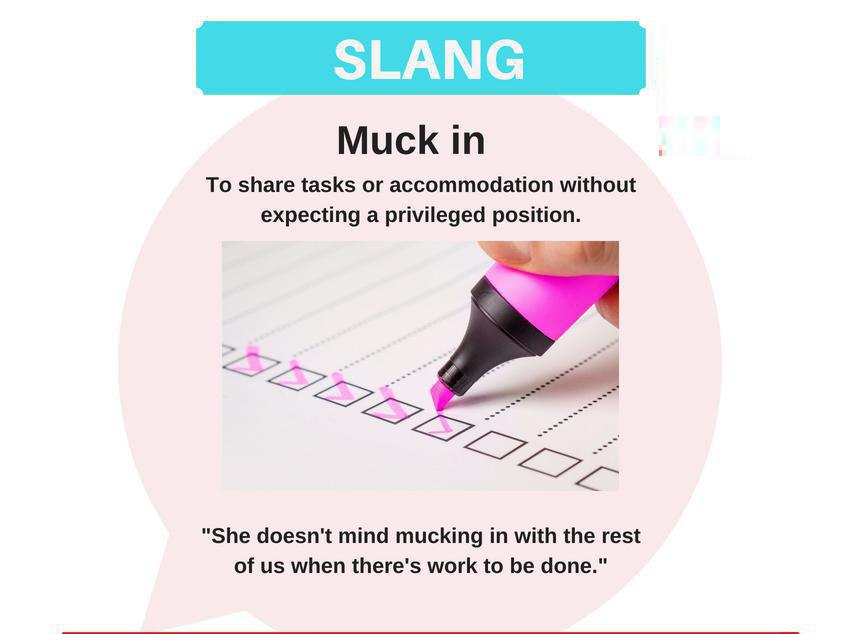 SLANG
Muck in
To share tasks or accommodation without
expecting a privileged position.
"She doesn't mind mucking in with the rest
of us when there's work to be done."